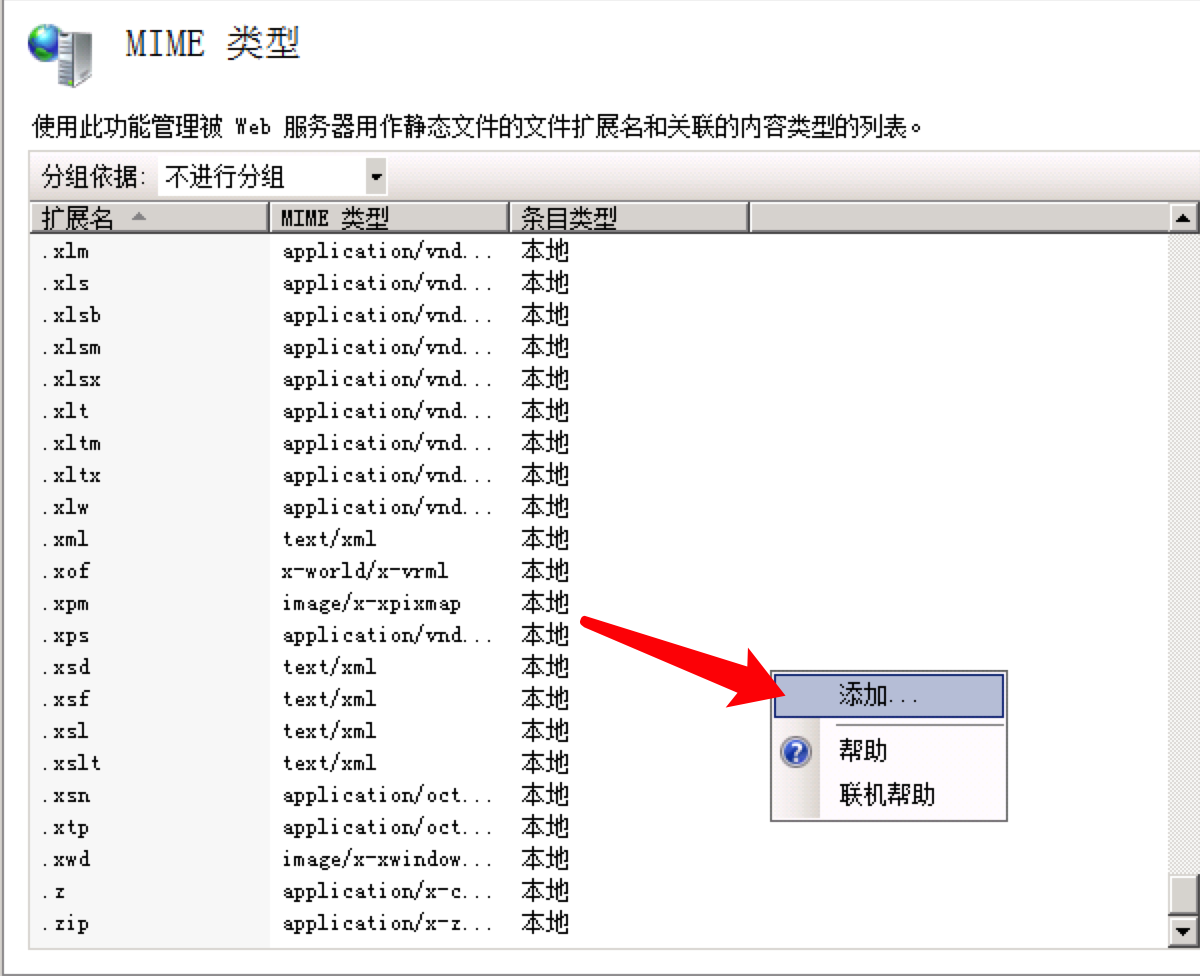 MIME 类型
使用此功能管理被 Web 服务器用作静态文件的文件扩展名和关联的内容类型的列表。
分组依据: 不进行分组
扩展名 MIME 类型 条目类型
.xlm application/vnd... 本地
.xls application/vnd... 本地
.xlsb application/vnd... 本地
.xlsm application/vnd... 本地
.xlsx application/vnd... 本地
.xlt application/vnd... 本地
.xltm application/vnd... 本地
.xltx application/vnd... 本地
.xlw application/vnd... 本地
.xml text/xml 本地
.xof x-world/x-vrml 本地
.xpm image/x-xpixmap 本地
.xps application/vnd... 本地
.xsd text/xml 本地
.xsf text/xml 本地
.xsl text/xml 本地
.xslt text/xml 本地
.xsn application/oct... 本地
.xtp application/oct... 本地
.xwd image/x-xwindow... 本地
.z application/x-c... 本地
.zip application/x-z... 本地
添加...
帮助
联机帮助